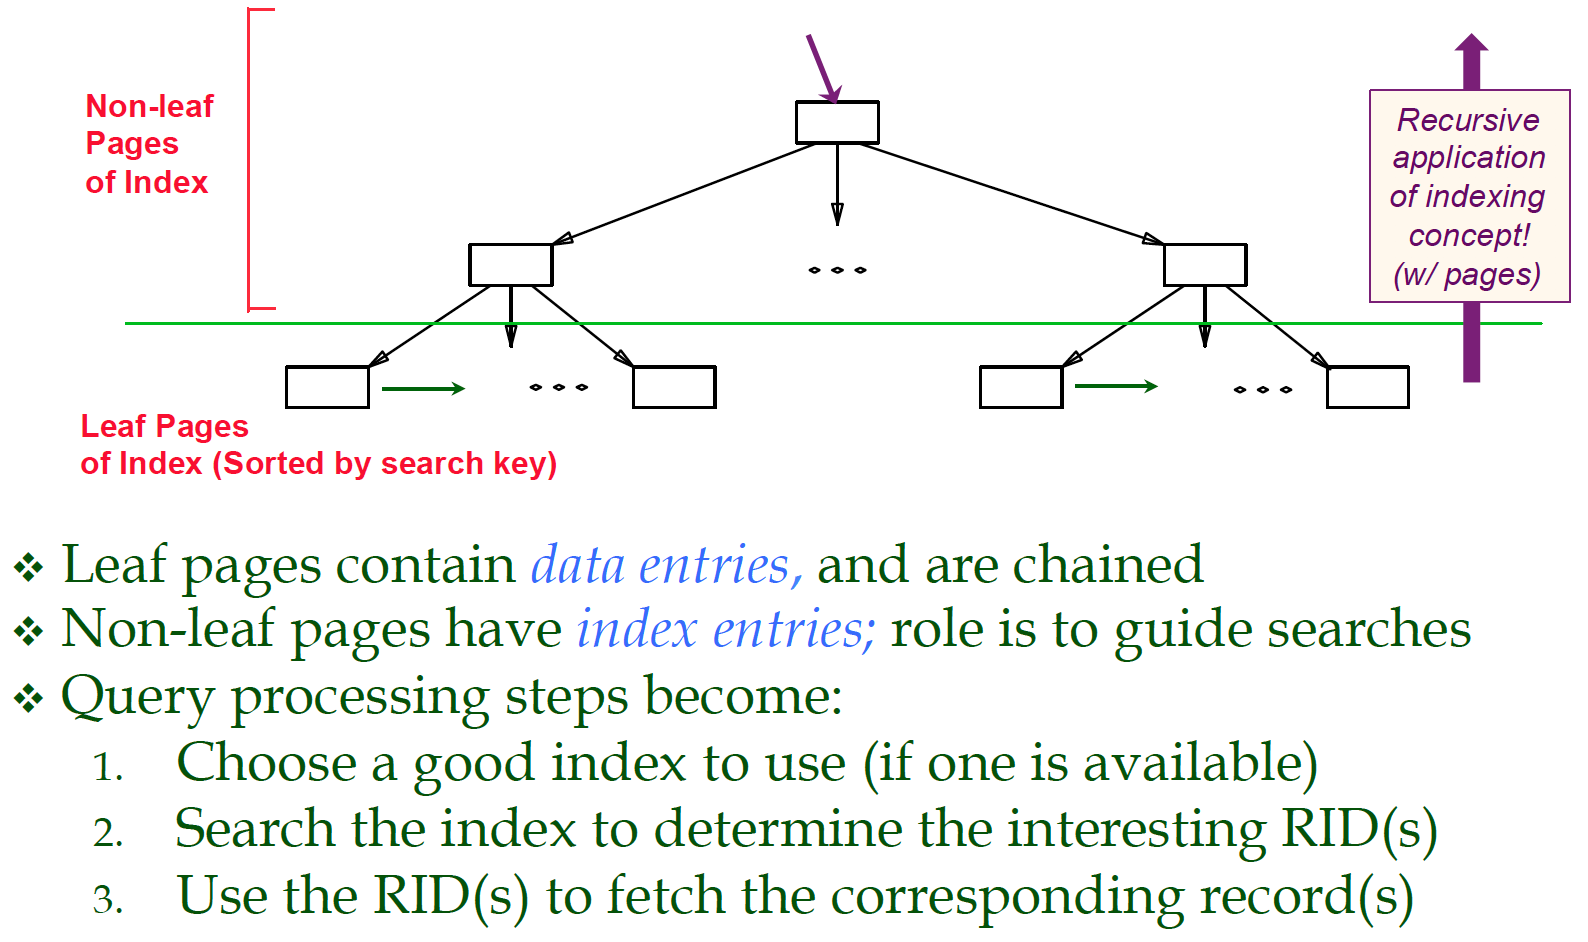 Non-leaf
Pages
of Index
Recursive
application
of indexing
concept!
(w/ pages)
Leaf Pages
of Index (Sorted by search key)
❖ Leaf pages contain data entries, and are chained
❖ Non-leaf pages have index entries; role is to guide searches
❖ Query processing steps become:
1. Choose a good index to use (if one is available)
2. Search the index to determine the interesting RID(s)
3. Use the RID(s) to fetch the corresponding record(s)